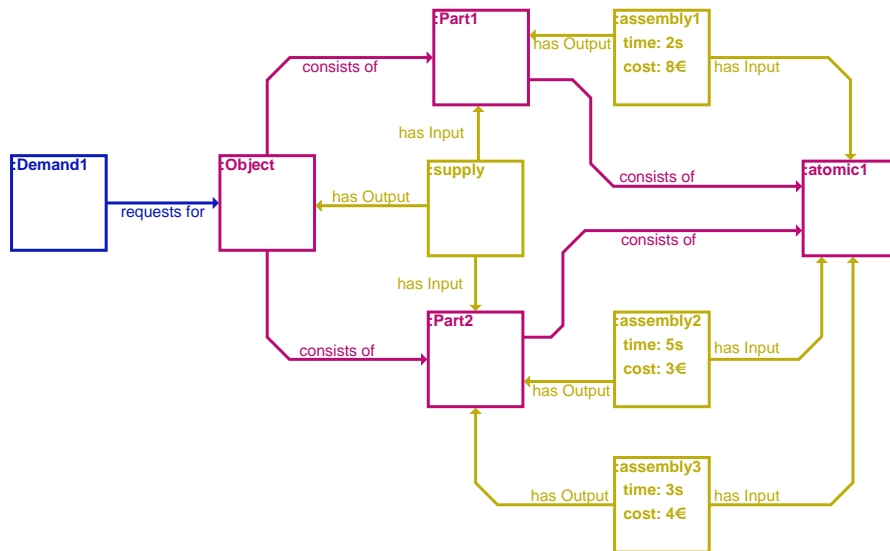 :Part1
:assembly1
has Output
time: 2s
cost: 8€
consists of
has Input
has Input
:Demand1
:Object
:supply
:atomic1
has Output
consists of
requests for
consists of
has Input
:Part2
:assembly2
time: 5s
cost: 3€
consists of
has Input
has Output
:assembly3
time: 3s
cost: 4€
has Output
has Input